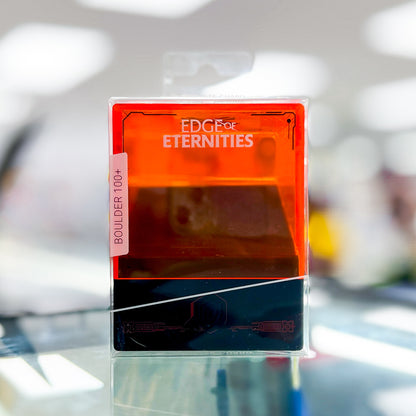 EDGE OF
ETERNITIES
BOULDER 100+